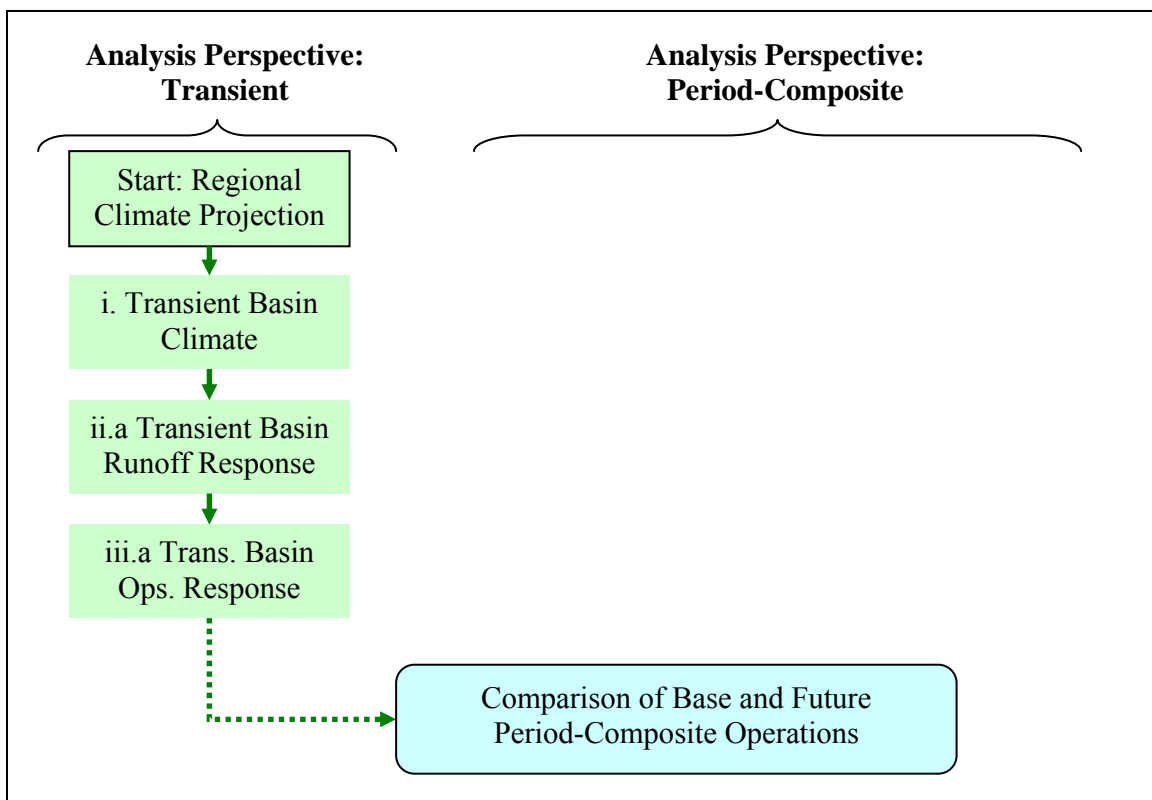 Analysis Perspective:
Transient
Analysis Perspective:
Period-Composite
Start: Regional
Climate Projection
i. Transient Basin
Climate
ii.a Transient Basin
Runoff Response
iii.a Trans. Basin
Ops. Response
Comparison of Base and Future
Period-Composite Operations